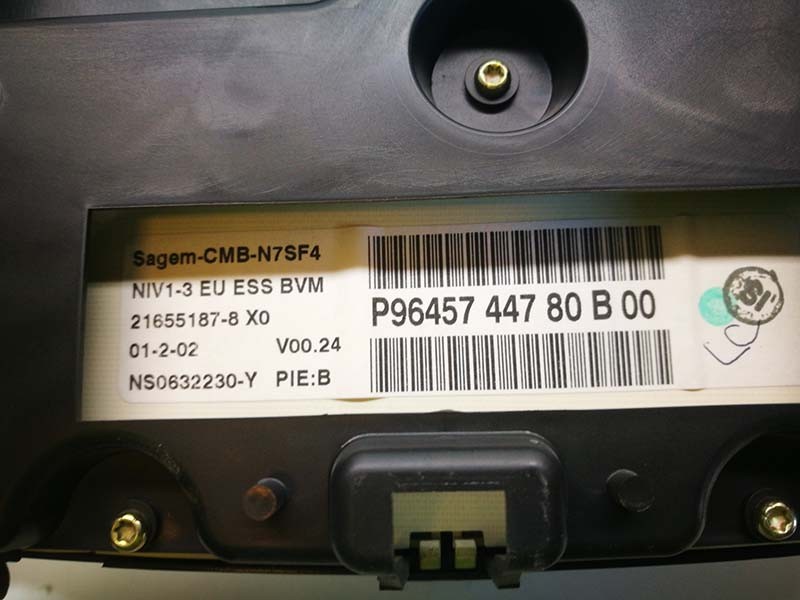 Sagem-CMB-N7SF4
NIV1-3 EU ESS BVM
21655187-8 X0
01-2-02 V00.24
NS0632230-Y PIE:B
P96457 447 80 B 00
SI